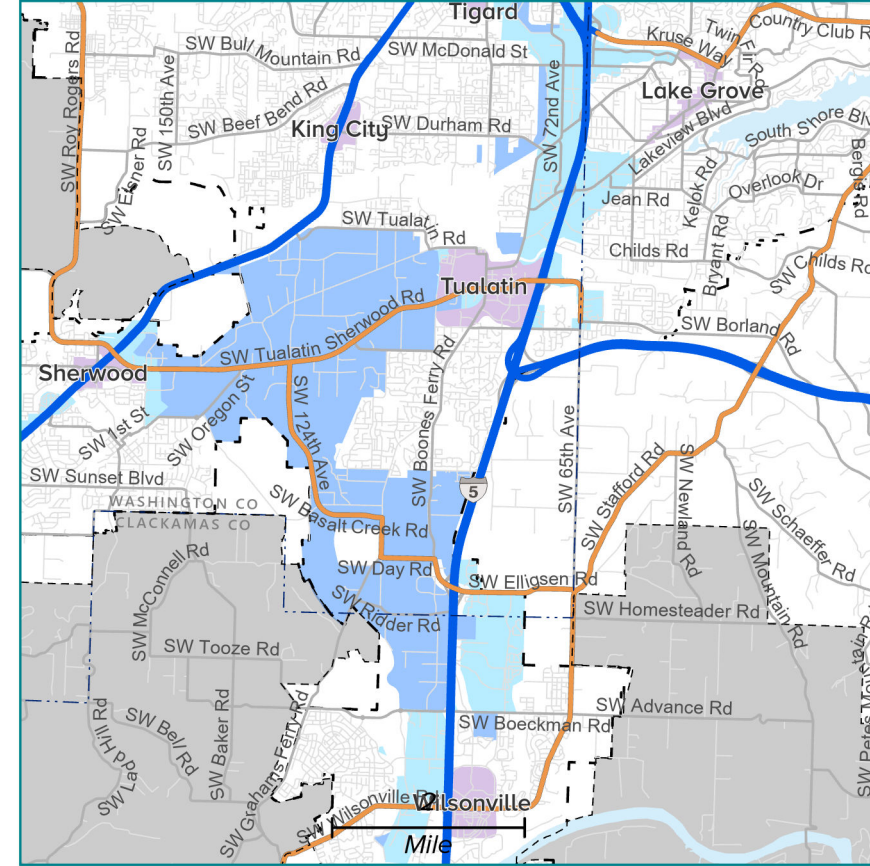 Tigard
Country Club R
Twin Fir Rd
Kruse Way
SW Bull Mountain Rd
SW McDonald St
SW Roy Rogers Rd
SW 150th Ave
SW 72nd Ave
Lake Grove
SW Beef Bend Rd
King City
SW Durham Rd
Lakeview Blvd
South Shore Blv
SW Elsner Rd
Kelok Rd
Overlook Dr
Bergis Rd
Jean Rd
SW Tualatin Rd
Bryant Rd
Childs Rd
SW Childs Rd
Tualatin
SW Tualatin Sherwood Rd
SW Borland Rd
Sherwood
SW 1st St
SW Oregon St
SW 124th Ave
SW Boones Ferry Rd
SW 65th Ave
SW Stafford Rd
SW Newland Rd
SW Sunset Blvd
5
SW Schaeffer Rd
WASHINGTON CO
CLACKAMAS CO
SW Basalt Creek Rd
SW McConnell Rd
SW Day Rd
SW Elligsen Rd
SW Mountain Rd
SW Ridder Rd
SW Homesteader Rd
SW Tooze Rd
tain Rd
SW Petes Mou
SW Advance Rd
SW Boeckman Rd
SW Ladd Hill Rd
SW Bell Rd
SW Baker Rd
SW Grahams Ferry Rd
SW Wilsonville Rd
2
Wilsonville
Mile